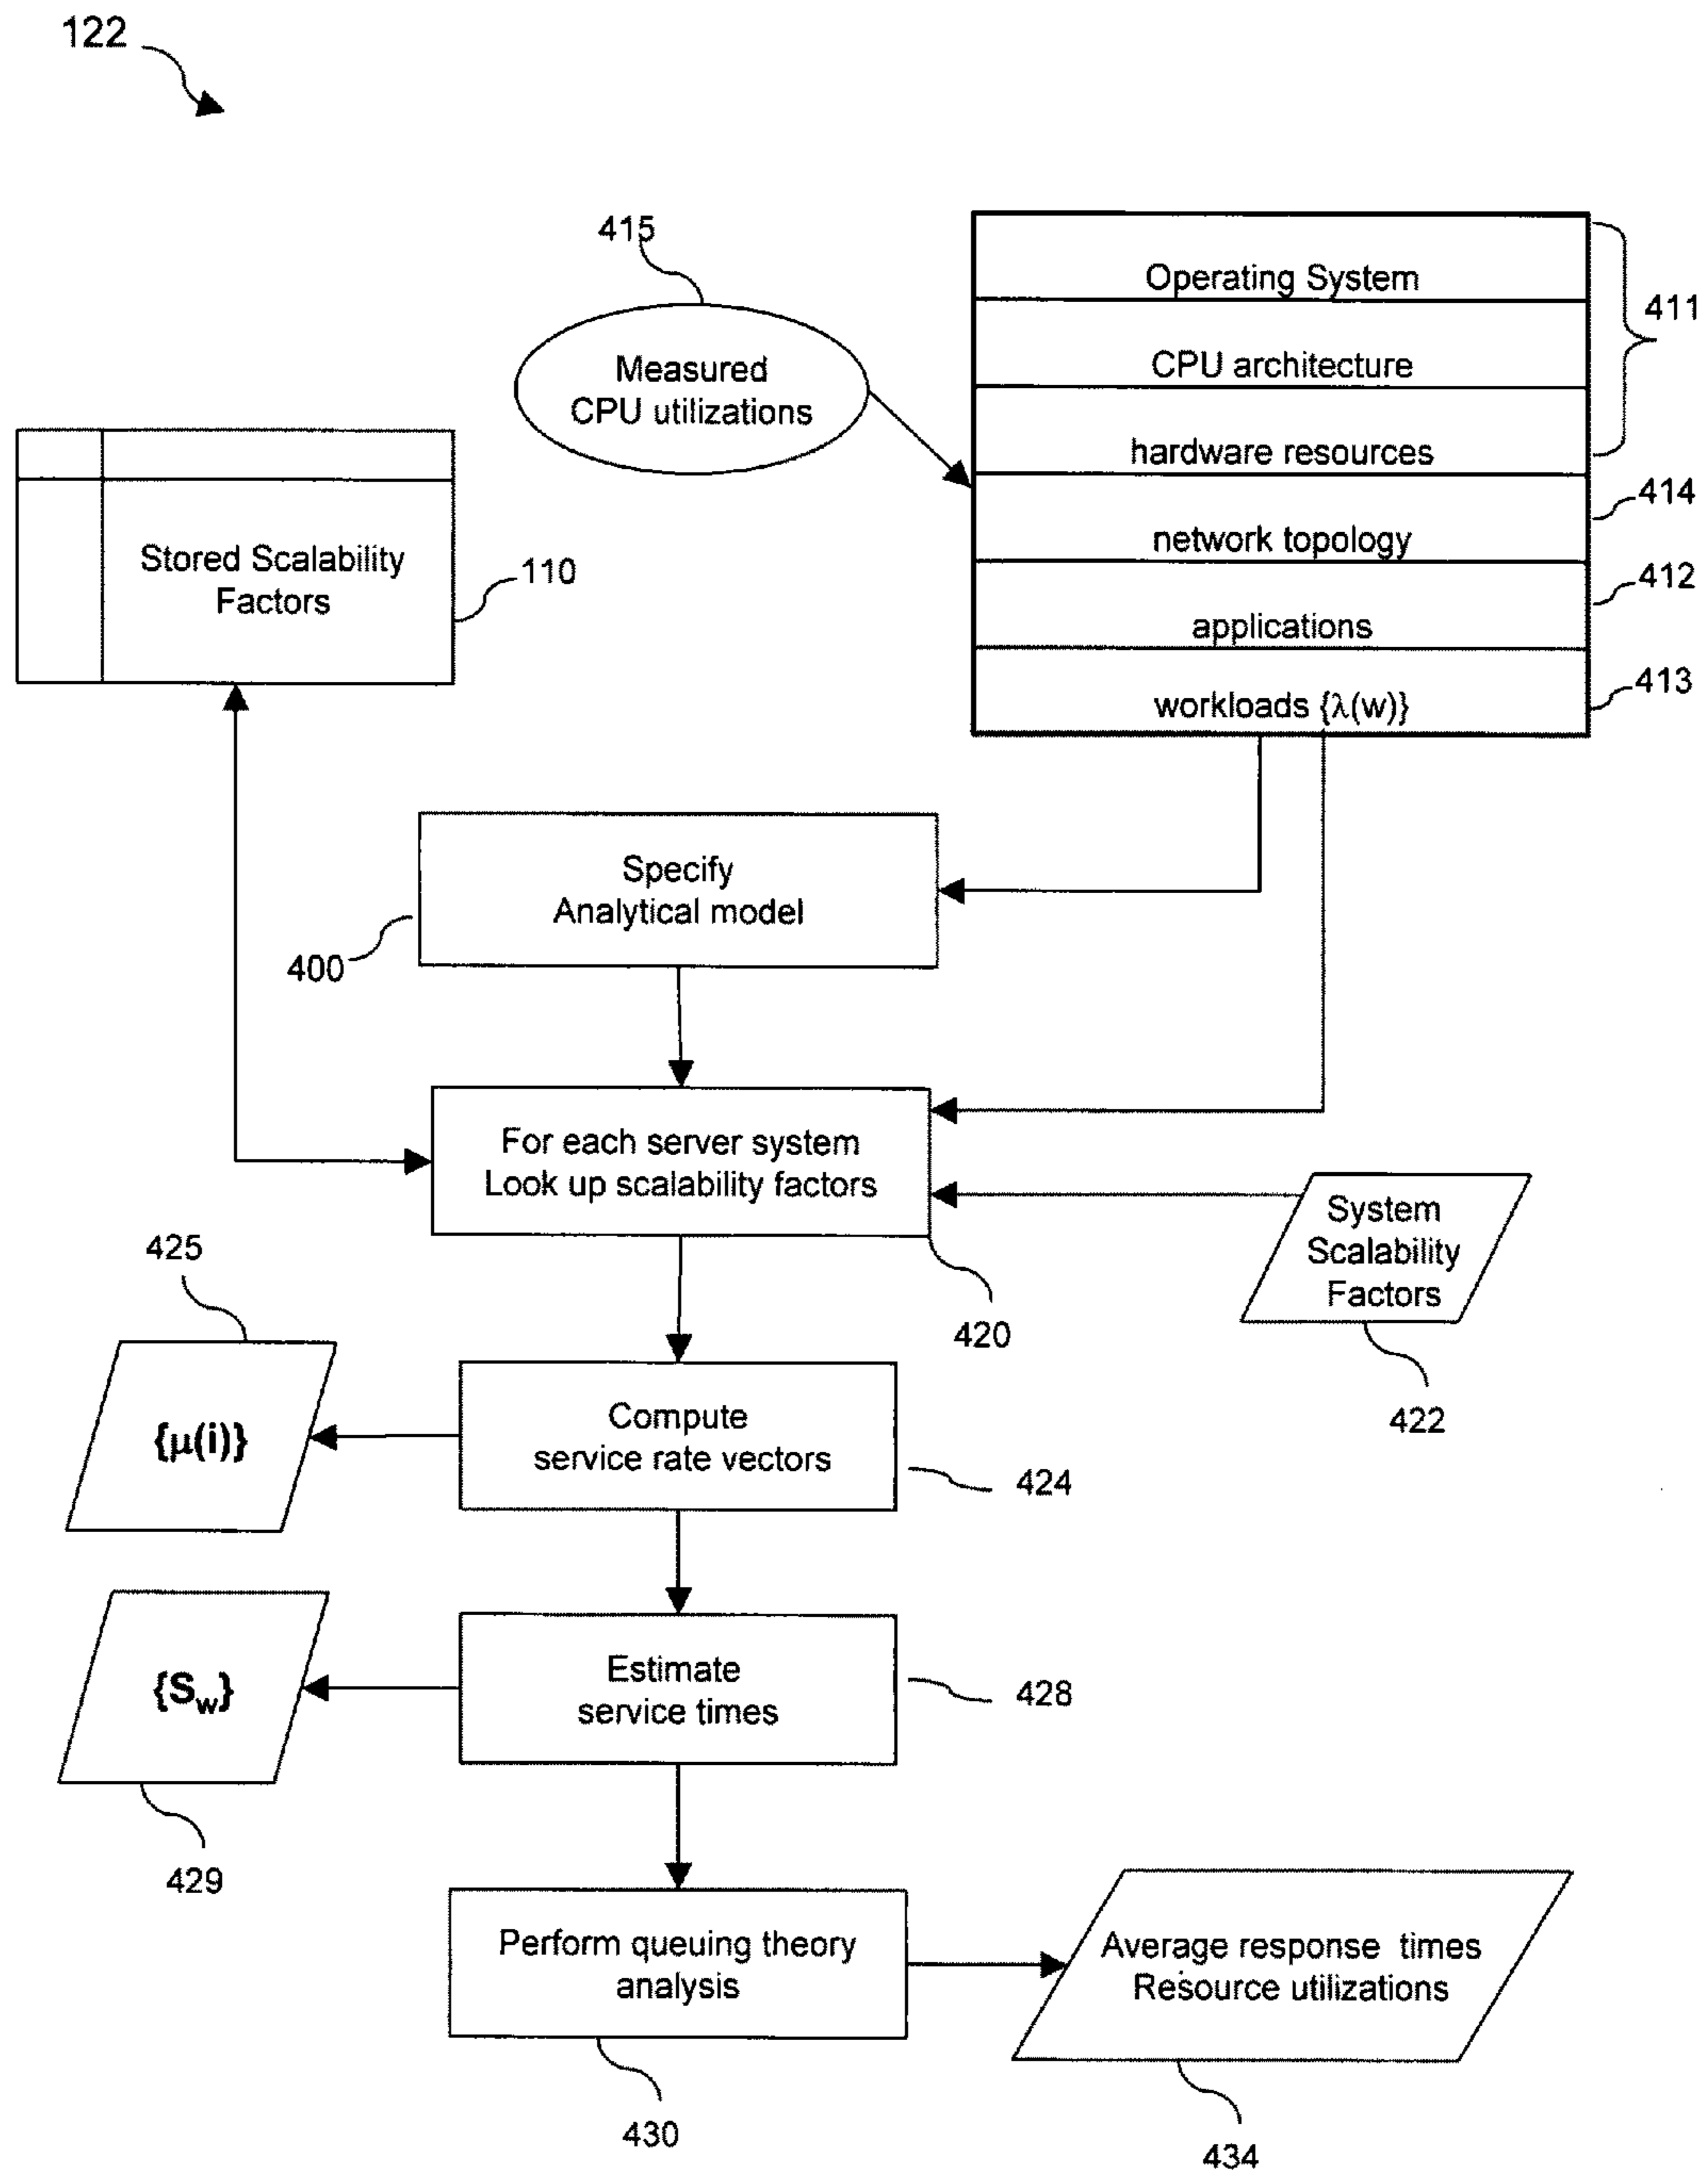 122
415
Measured
CPU utilizations
Operating System
CPU architecture
hardware resources
network topology
applications
workloads {λ(w)}
411
414
412
413
Stored Scalability
Factors
110
Specify
Analytical model
400
For each server system
Look up scalability factors
420
System
Scalability
Factors
422
425
{μ(i)}
Compute
service rate vectors
424
{Sw}
429
Estimate
service times
428
Perform queuing theory
analysis
430
Average response times
Resource utilizations
434